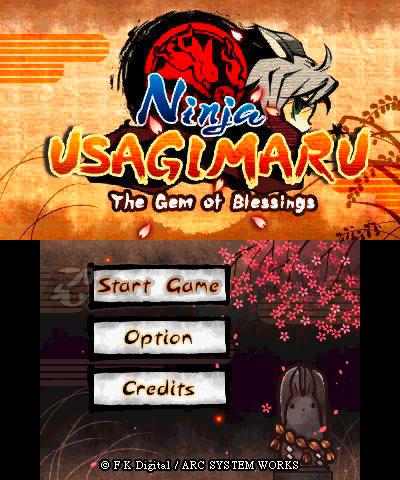 Ninja
USAGIMARU
The Gem of Blessings
Start Game
Option
Credits
© F K Digital / ARC SYSTEM WORKS